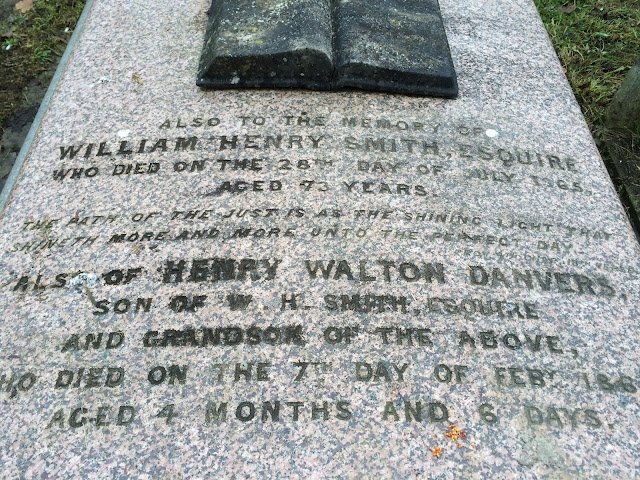 ALSO TO THE MEMORY OF
WILLIAM HENRY SMITH, ESQUIRE
WHO DIED ON THE 28TH DAY OF JULY 1865.
AGED 73 YEARS.
THE PATH OF THE JUST IS AS THE SHINING LIGHT THAT
SHINETH MORE AND MORE UNTO THE PERFECT DAY.
ALSO OF HENRY WALTON DANVERS,
SON OF W. H. SMITH, ESQUIRE
AND GRANDSON OF THE ABOVE,
WHO DIED ON THE 7TH DAY OF FEBY
AGED 4 MONTHS AND 6 DAYS.